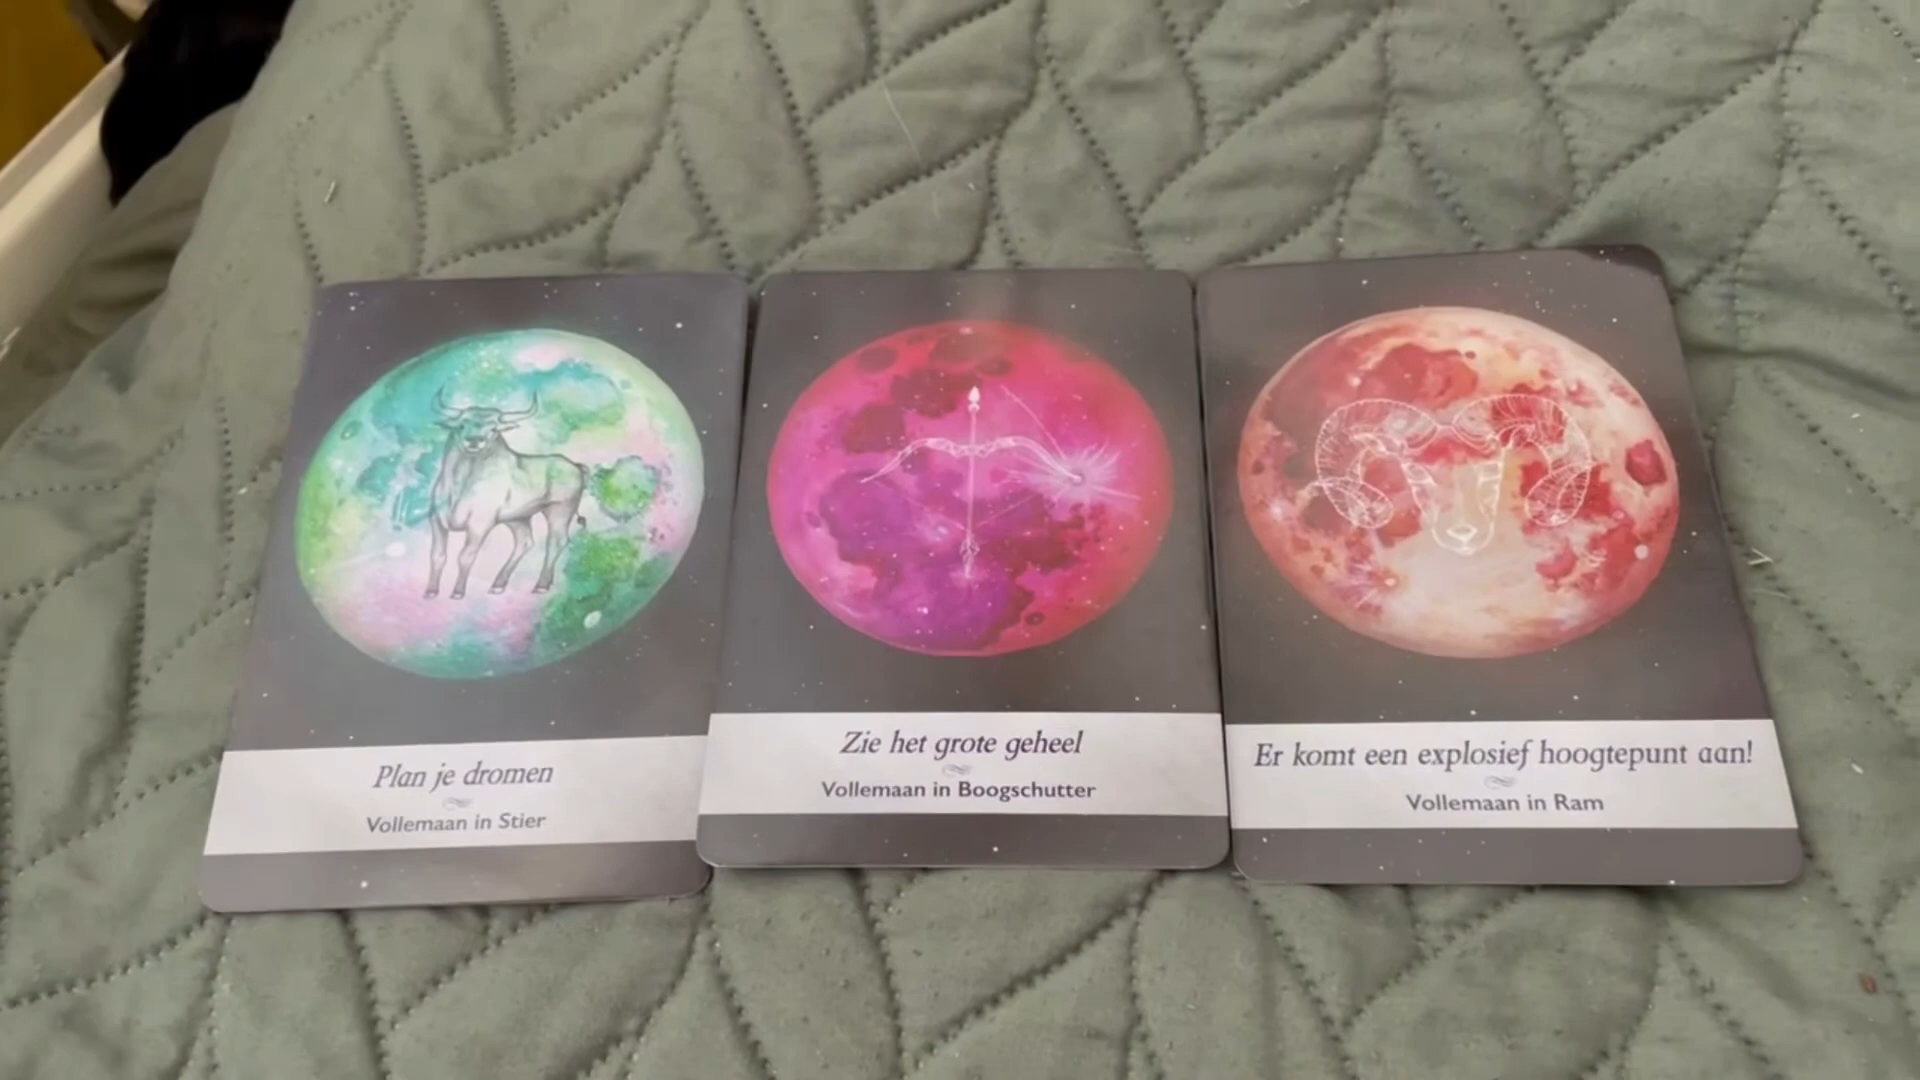 Plan je dromen
Vollemaan in Stier
Zie het grote geheel
Vollemaan in Boogschutter
Er komt een explosief hoogtepunt aan!
Vollemaan in Ram